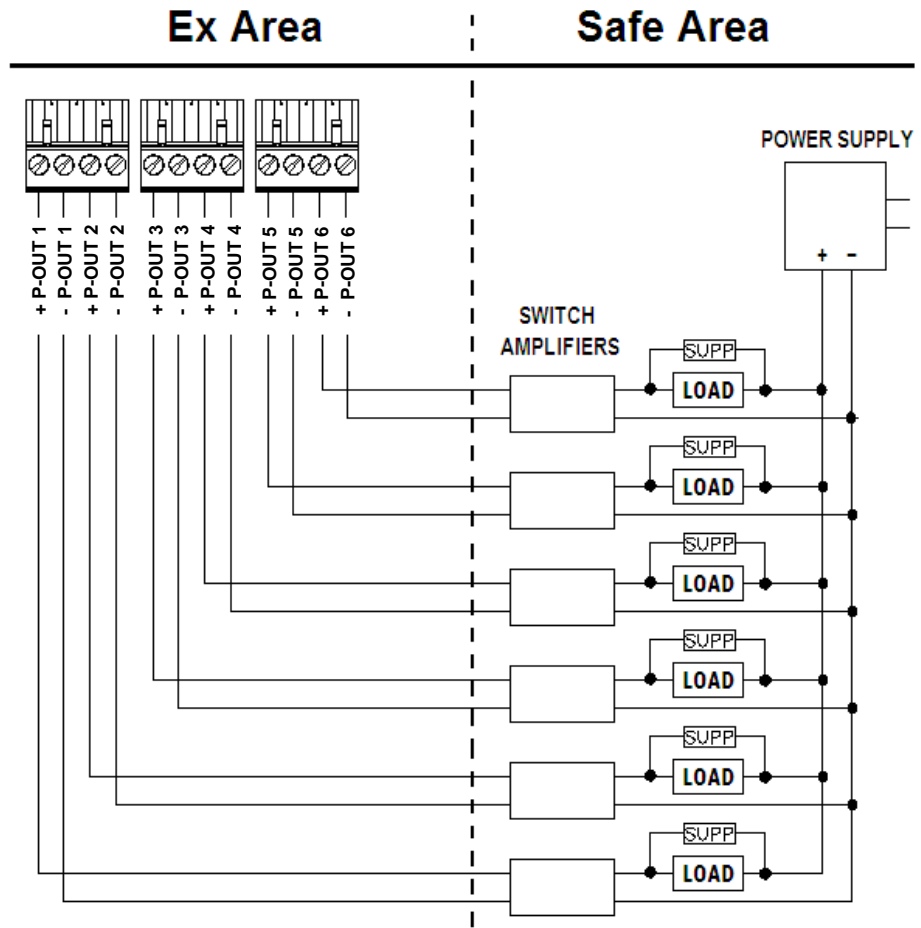 Ex Area
Safe Area
POWER SUPPLY
+ -
+ P-OUT 1
- P-OUT 1
+ P-OUT 2
- P-OUT 2
+ P-OUT 3
- P-OUT 3
+ P-OUT 4
- P-OUT 4
+ P-OUT 5
- P-OUT 5
+ P-OUT 6
- P-OUT 6
SWITCH
AMPLIFIERS
SUPP
LOAD
SUPP
LOAD
SUPP
LOAD
SUPP
LOAD
SUPP
LOAD
SUPP
LOAD